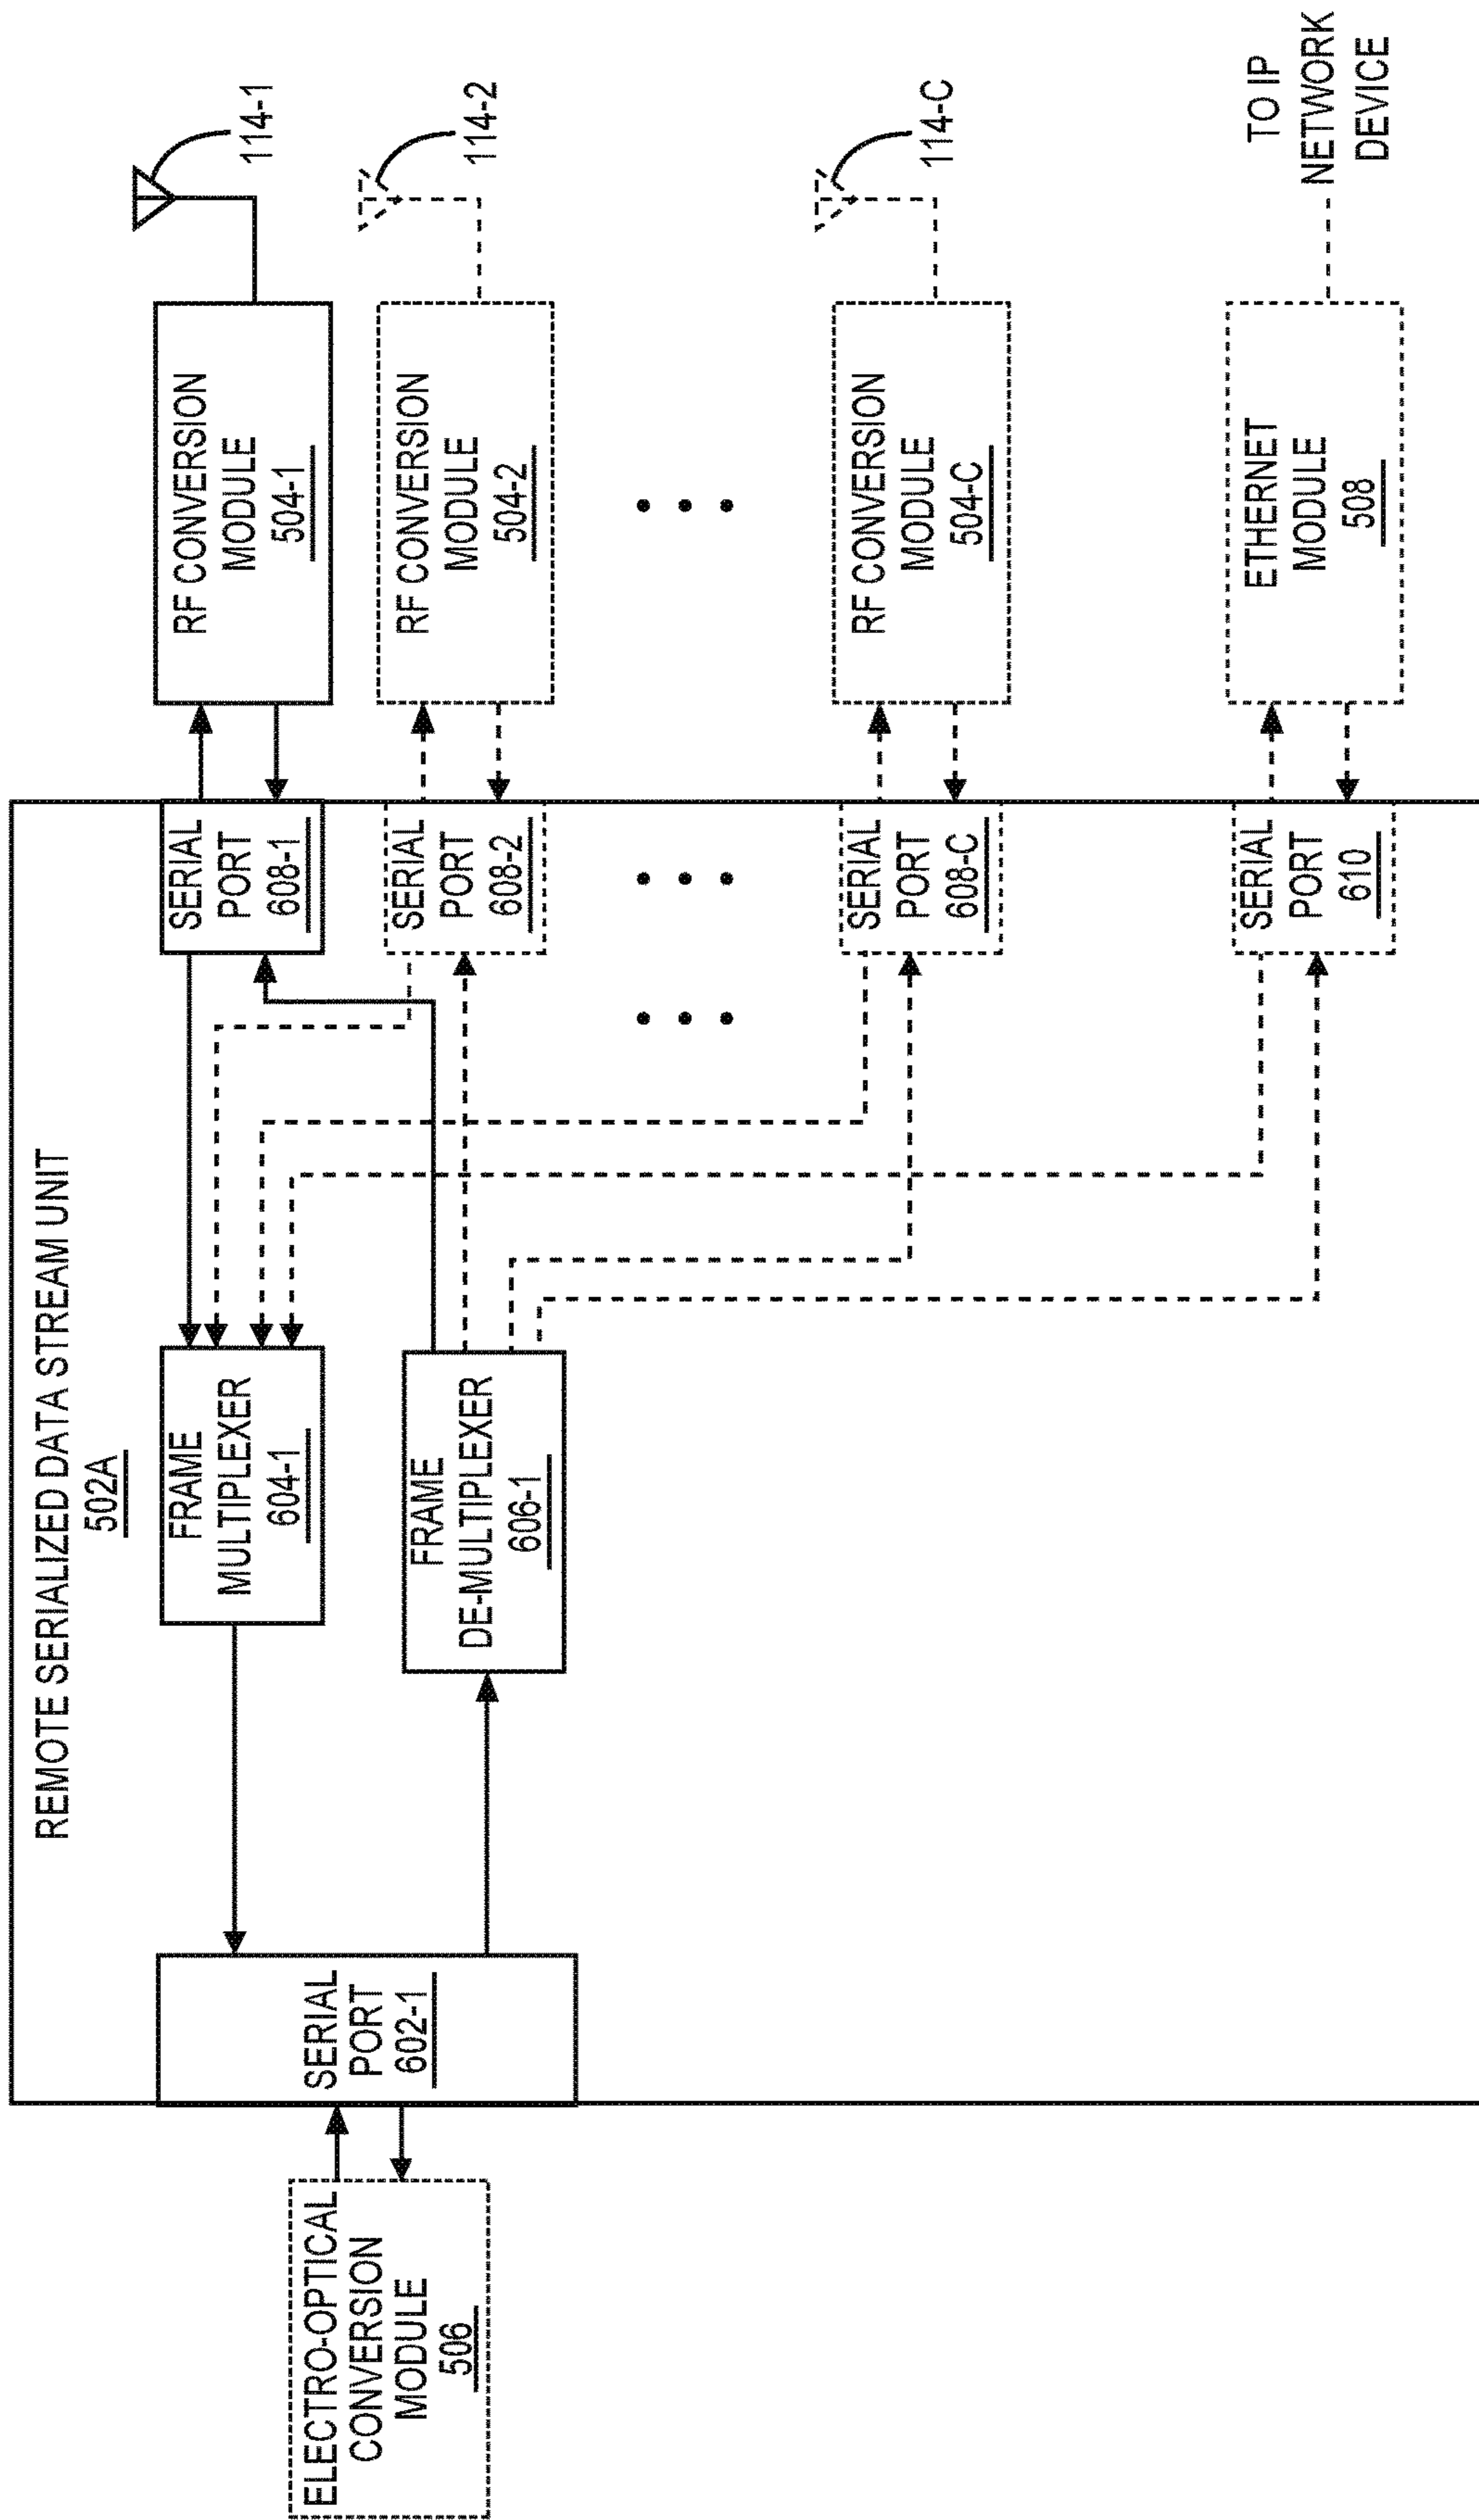 REMOTE SERIALIZED DATA STREAM UNIT
502A
ELECTRO-OPTICAL
CONVERSION
MODULE
506
SERIAL
PORT
602-1
FRAME
MULTIPLEXER
604-1
FRAME
DE-MULTIPLEXER
606-1
SERIAL
PORT
608-1
SERIAL
PORT
608-2
SERIAL
PORT
608-C
SERIAL
PORT
610
RF CONVERSION
MODULE
504-1
RF CONVERSION
MODULE
504-2
RF CONVERSION
MODULE
504-C
ETHERNET
MODULE
508
114-1
114-2
114-C
TO IP
NETWORK
DEVICE